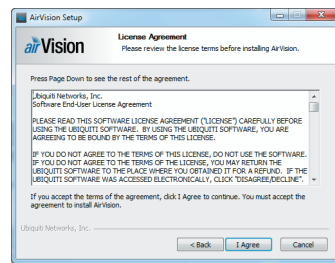 AirVision Setup
airVision
License Agreement
Please review the license terms before installing AirVision.
Press Page Down to see the rest of the agreement.
Ubiquiti Networks, Inc.
Software End-User License Agreement
PLEASE READ THIS SOFTWARE LICENSE AGREEMENT ("LICENSE") CAREFULLY BEFORE
USING THE UBIQUITI SOFTWARE. BY USING THE UBIQUITI SOFTWARE, YOU ARE
AGREEING TO BE BOUND BY THE TERMS OF THIS LICENSE.
IF YOU DO NOT AGREE TO THE TERMS OF THIS LICENSE, DO NOT USE THE SOFTWARE.
IF YOU DO NOT AGREE TO THE TERMS OF THE LICENSE, YOU MAY RETURN THE
UBIQUITI SOFTWARE TO THE PLACE WHERE YOU OBTAINED IT FOR A REFUND. IF THE
UBIQUITI SOFTWARE WAS ACCESSED ELECTRONICALLY, CLICK "DISAGREE/DECLINE".
If you accept the terms of the agreement, click I Agree to continue. You must accept the
agreement to install AirVision.
Ubiquiti Networks, Inc.
< Back I Agree Cancel